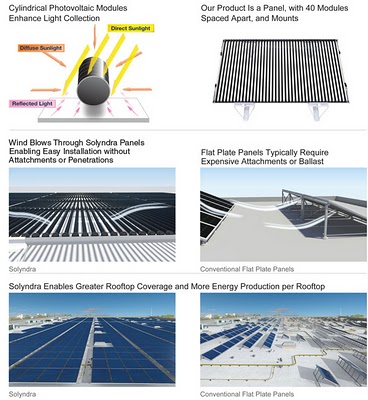 Cylindrical Photovoltaic Modules
Enhance Light Collection
Our Product Is a Panel, with 40 Modules
Spaced Apart, and Mounts
Direct Sunlight
Diffuse Sunlight
Reflected Light
Wind Blows Through Solyndra Panels
Enabling Easy Installation without
Attatchments or Penetrations
Flat Plate Panels Typically Require
Expensive Attachments or Ballast
Solyndra
Conventional Flat Plate Panels
Solyndra Enables Greater Rooftop Coverage and More Energy Production per Rooftop
Solyndra
Conventional Flat Plate Panels